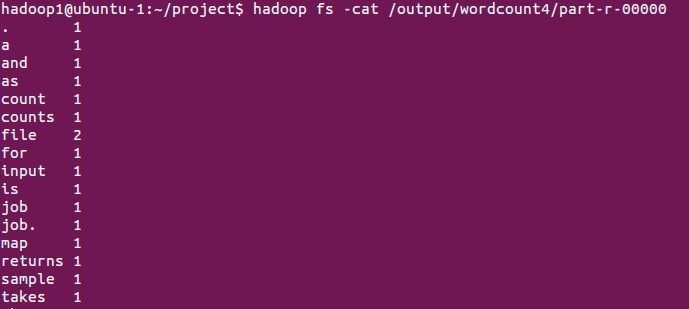 hadoop1@ubuntu-1:~/project$ hadoop fs -cat /output/wordcount4/part-r-00000
. 1
a 1
and 1
as 1
count 1
counts 1
file 2
for 1
input 1
is 1
job 1
job. 1
map 1
returns 1
sample 1
takes 1